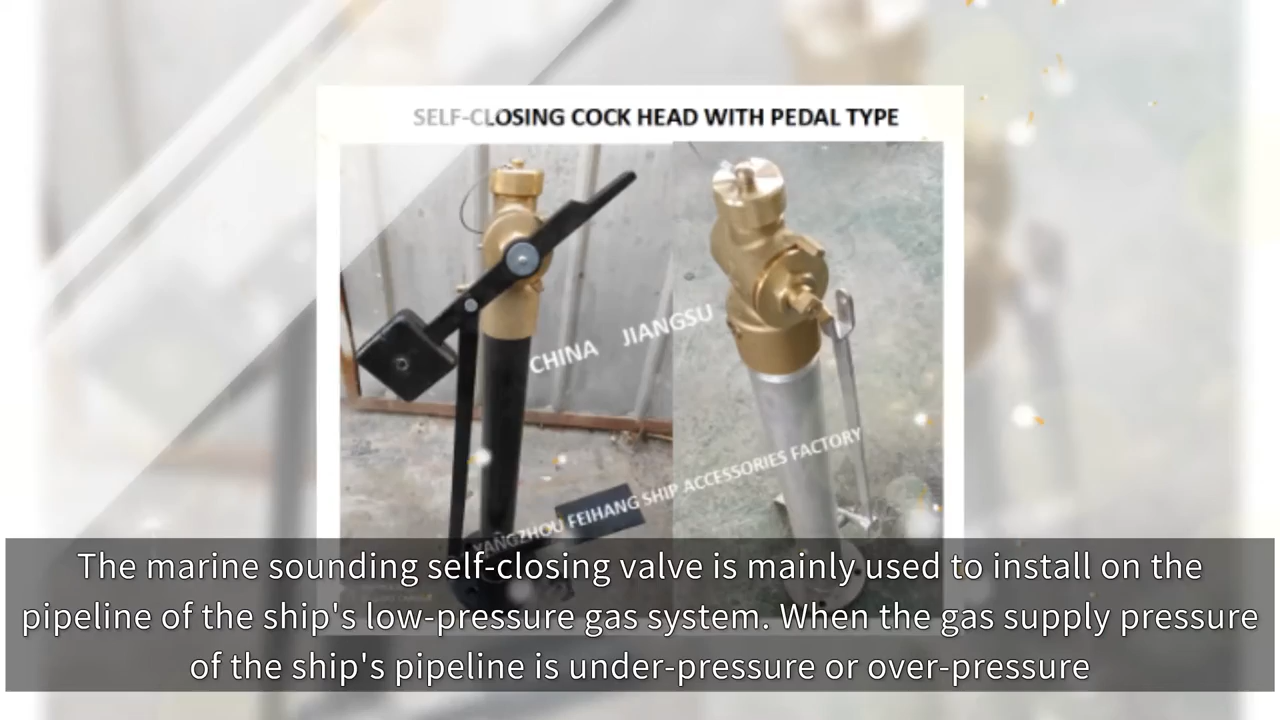 SELF-CLOSING COCK HEAD WITH PEDAL TYPE
CHINA JIANGSU
YANGZHOU FEIHANG SHIP ACCESSORIES FACTORY
The marine sounding self-closing valve is mainly used to install on the
pipeline of the ship's low-pressure gas system. When the gas supply pressure
of the ship's pipeline is under-pressure or over-pressure